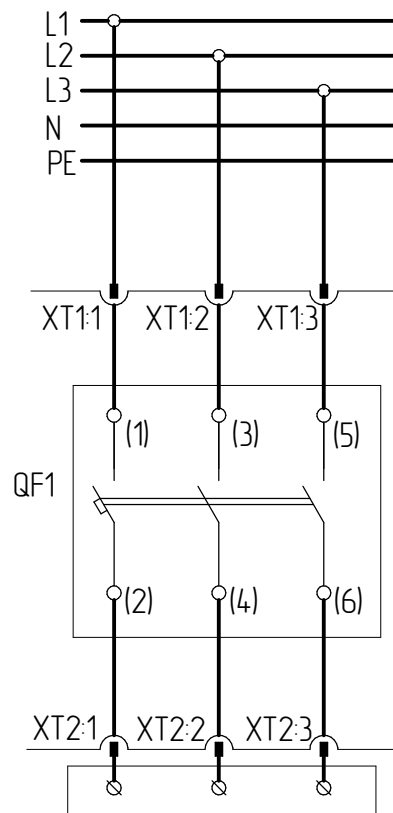 L1
L2
L3
N
PE
XT1:1 XT1:2 XT1:3
(1) (3) (5)
QF1
(2) (4) (6)
XT2:1 XT2:2 XT2:3